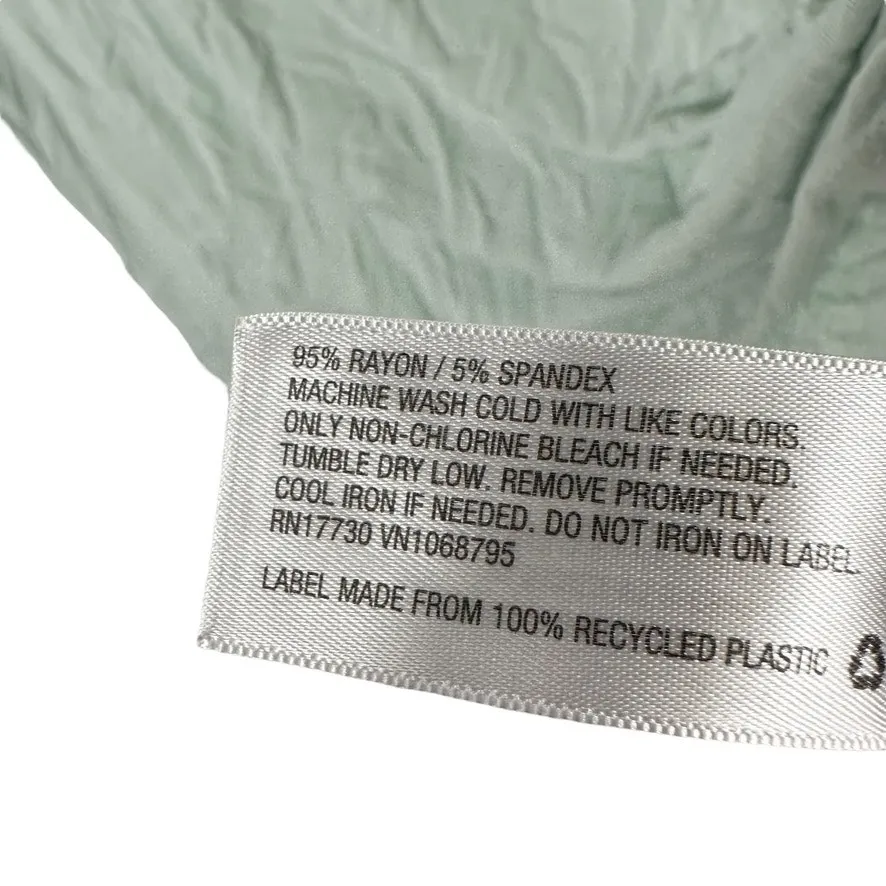 95% RAYON / 5% SPANDEX
MACHINE WASH COLD WITH LIKE COLORS.
ONLY NON-CHLORINE BLEACH IF NEEDED.
TUMBLE DRY LOW. REMOVE PROMPTLY.
COOL IRON IF NEEDED. DO NOT IRON ON LABEL.
RN17730 VN1068795
LABEL MADE FROM 100% RECYCLED PLASTIC